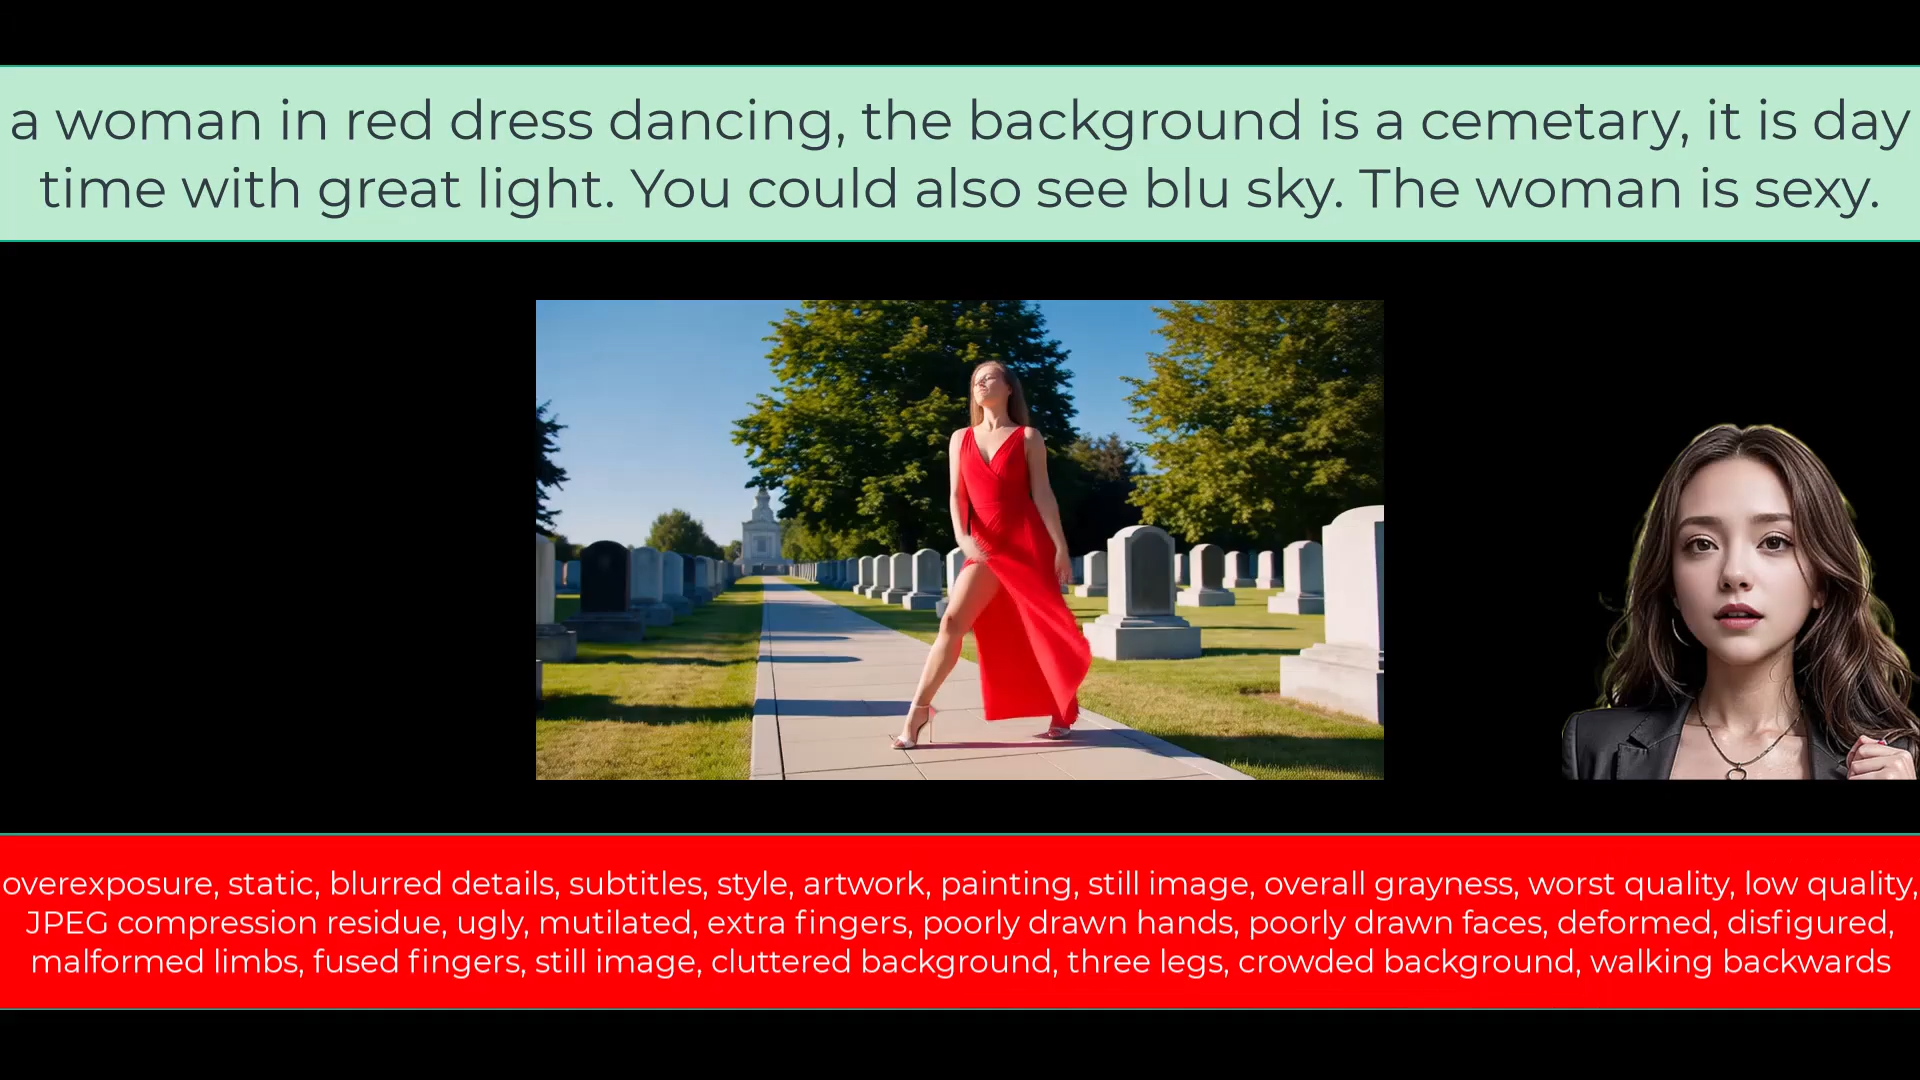 a woman in red dress dancing, the background is a cemetary, it is day
time with great light. You could also see blu sky. The woman is sexy.
overexposure, static, blurred details, subtitles, style, artwork, painting, still image, overall grayness, worst quality, low quality,
JPEG compression residue, ugly, mutilated, extra fingers, poorly drawn hands, poorly drawn faces, deformed, disfigured,
malformed limbs, fused fingers, still image, cluttered background, three legs, crowded background, walking backwards